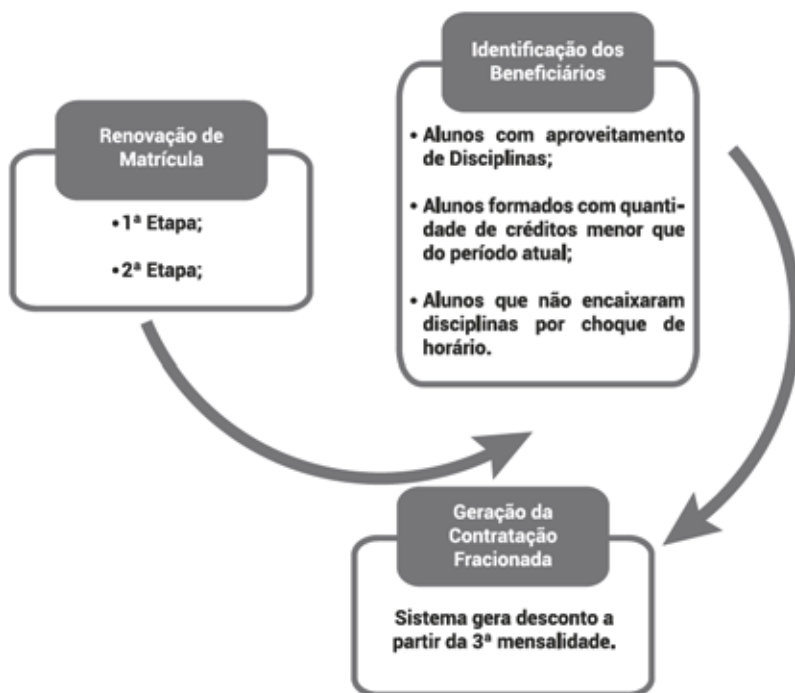 Renovação de
Matrícula
•1ª Etapa;
•2ª Etapa;
Identificação dos
Beneficiários
• Alunos com aproveitamento
de Disciplinas;
• Alunos formados com quanti-
dade de créditos menor que
do período atual;
• Alunos que não encaixaram
disciplinas por choque de
horário.
Geração da
Contratação
Fracionada
Sistema gera desconto a
partir da 3ª mensalidade.